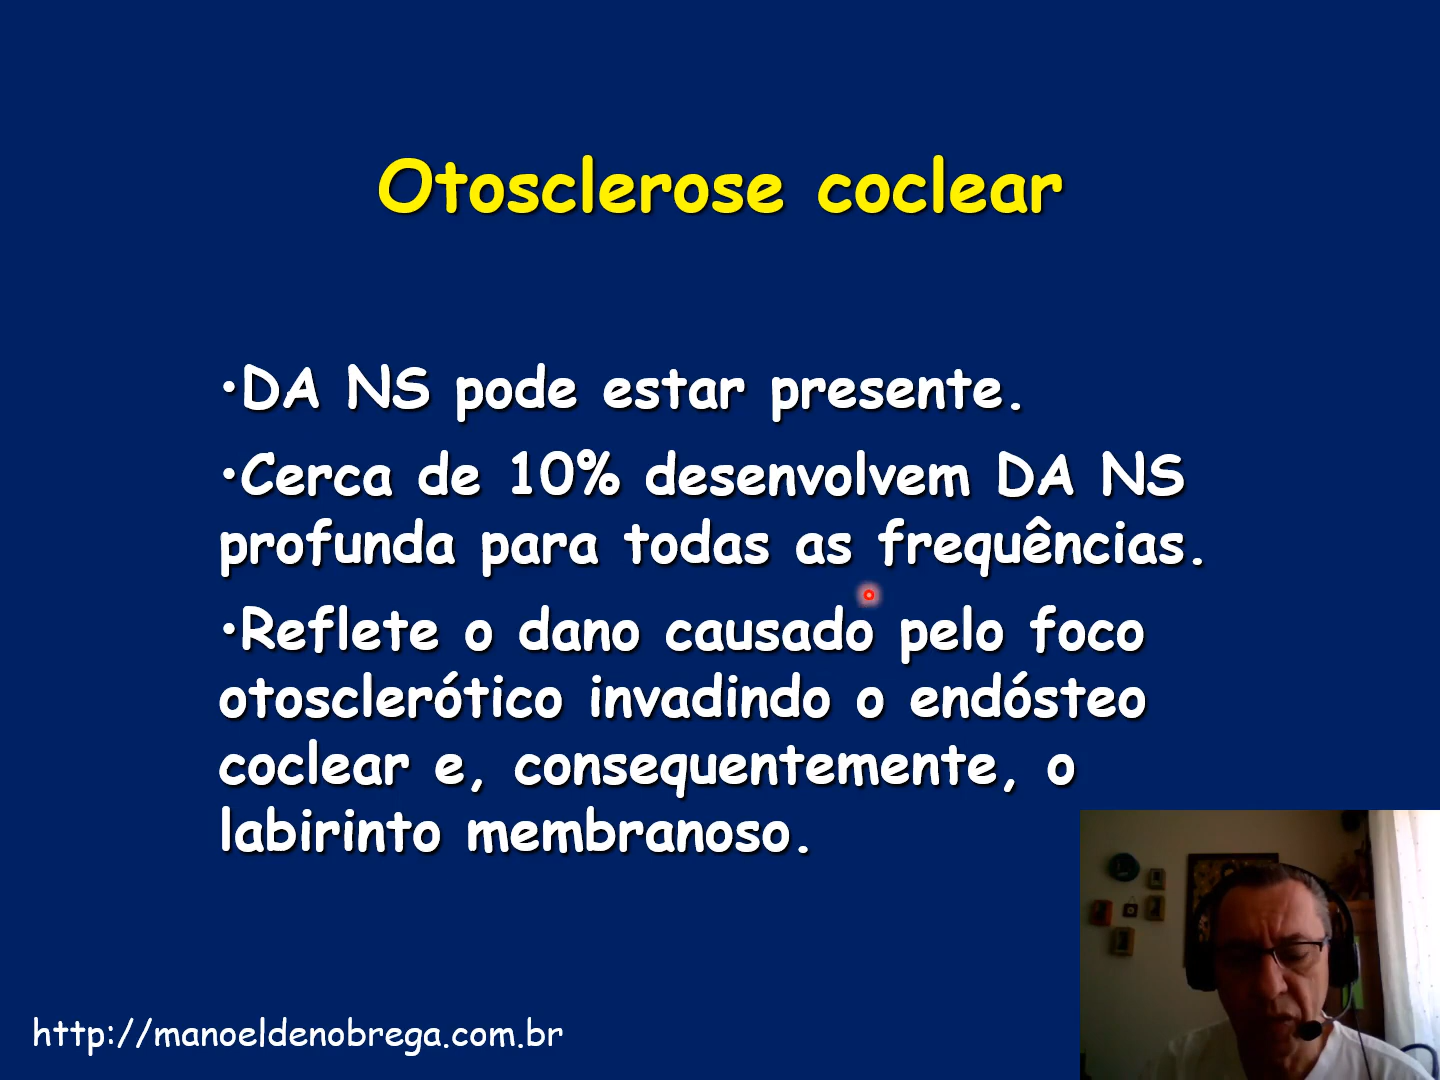 Otosclerose coclear
•DA NS pode estar presente.
•Cerca de 10% desenvolvem DA NS
profunda para todas as frequências.
•Reflete o dano causado pelo foco
otosclerótico invadindo o endósteo
coclear e, consequentemente, o
labirinto membranoso.
http://manoeldenobrega.com.br